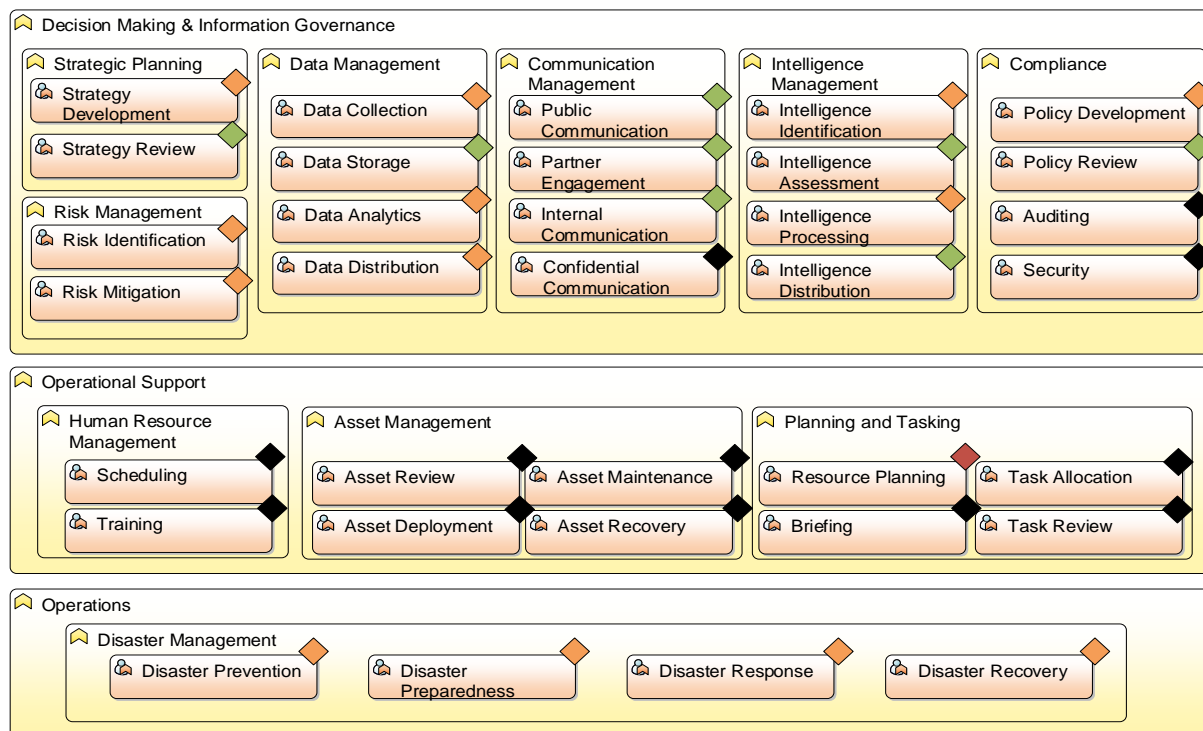 Decision Making & Information Governance
Strategic Planning
Strategy
Development
Strategy Review
Risk Management
Risk Identification
Risk Mitigation
Data Management
Data Collection
Data Storage
Data Analytics
Data Distribution
Communication
Management
Public
Communication
Partner
Engagement
Internal
Communication
Confidential
Communication
Intelligence
Management
Intelligence
Identification
Intelligence
Assessment
Intelligence
Processing
Intelligence
Distribution
Compliance
Policy Development
Policy Review
Auditing
Security
Operational Support
Human Resource
Management
Scheduling
Training
Asset Management
Asset Review
Asset Maintenance
Asset Deployment
Asset Recovery
Planning and Tasking
Resource Planning
Task Allocation
Briefing
Task Review
Operations
Disaster Management
Disaster Prevention
Disaster
Preparedness
Disaster Response
Disaster Recovery